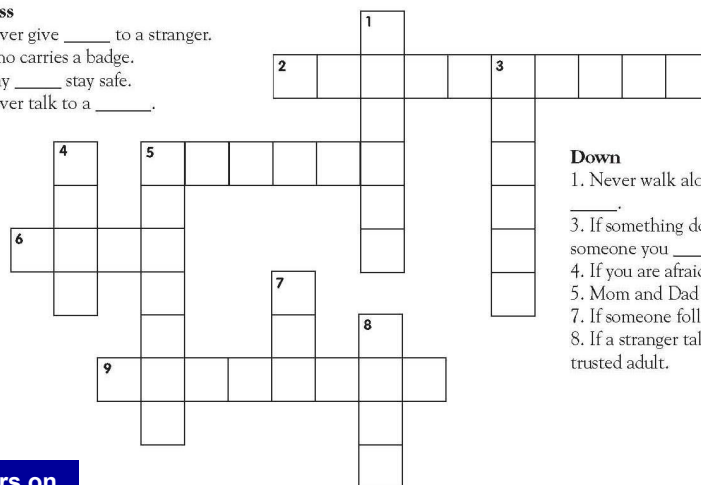 ss
ver give _____ to a stranger.
no carries a badge.
y _____ stay safe.
ver talk to a ______.
1
2
3
4
5
6
7
8
9
Down
1. Never walk alo
_____.
3. If something do
someone you ___
4. If you are afraid
5. Mom and Dad
7. If someone foll
8. If a stranger tal
trusted adult.
rs on